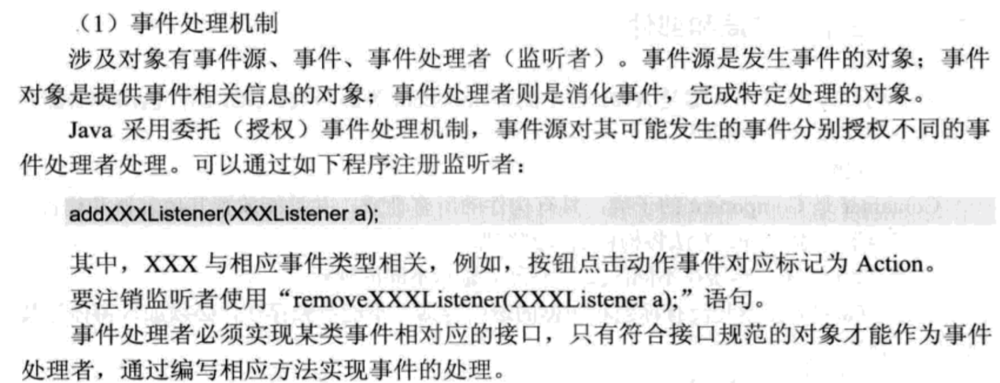 （1）事件处理机制
涉及对象有事件源、事件、事件处理者（监听者）。事件源是发生事件的对象；事件
对象是提供事件相关信息的对象；事件处理者则是消化事件，完成特定处理的对象。
Java 采用委托（授权）事件处理机制，事件源对其可能发生的事件分别授权不同的事
件处理者处理。可以通过如下程序注册监听者：
addXXXListener(XXXListener a);
其中，XXX 与相应事件类型相关，例如，按钮点击动作事件对应标记为 Action。
要注销监听者使用“removeXXXListener(XXXListener a);”语句。
事件处理者必须实现某类事件相对应的接口，只有符合接口规范的对象才能作为事件
处理者，通过编写相应方法实现事件的处理。